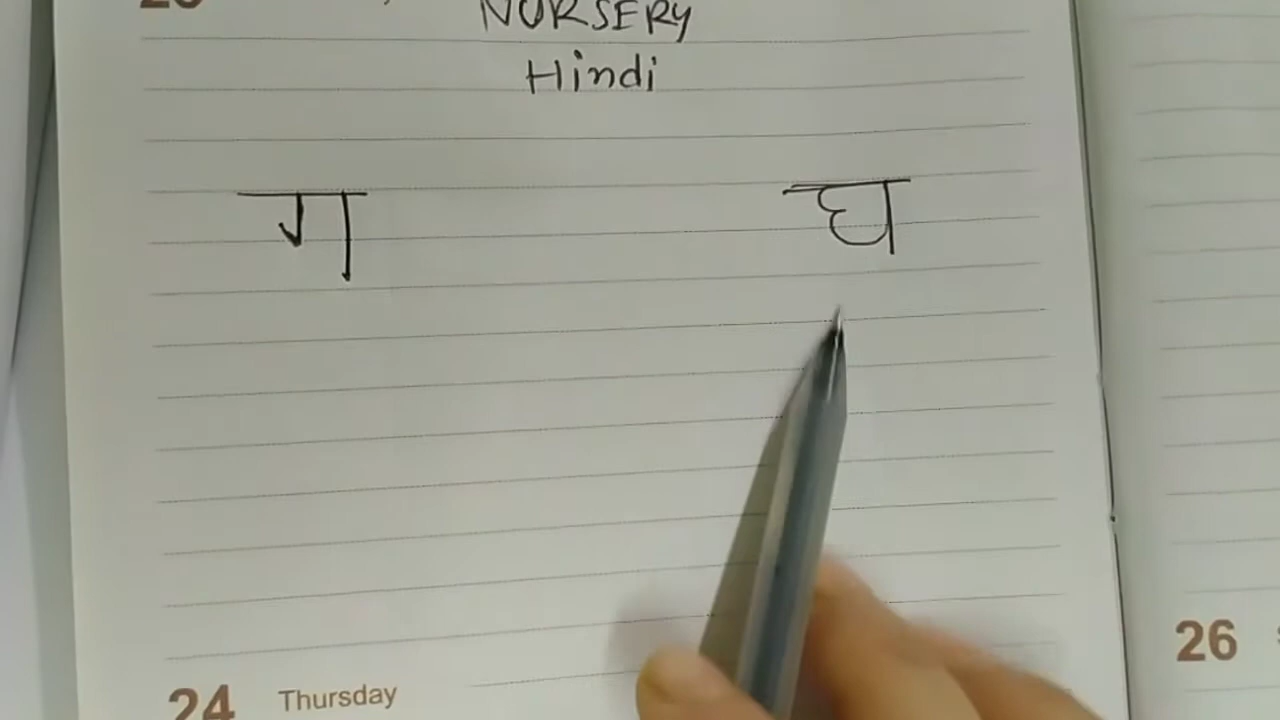 NURSERY
Hindi
ग घ
26
24 Thursday